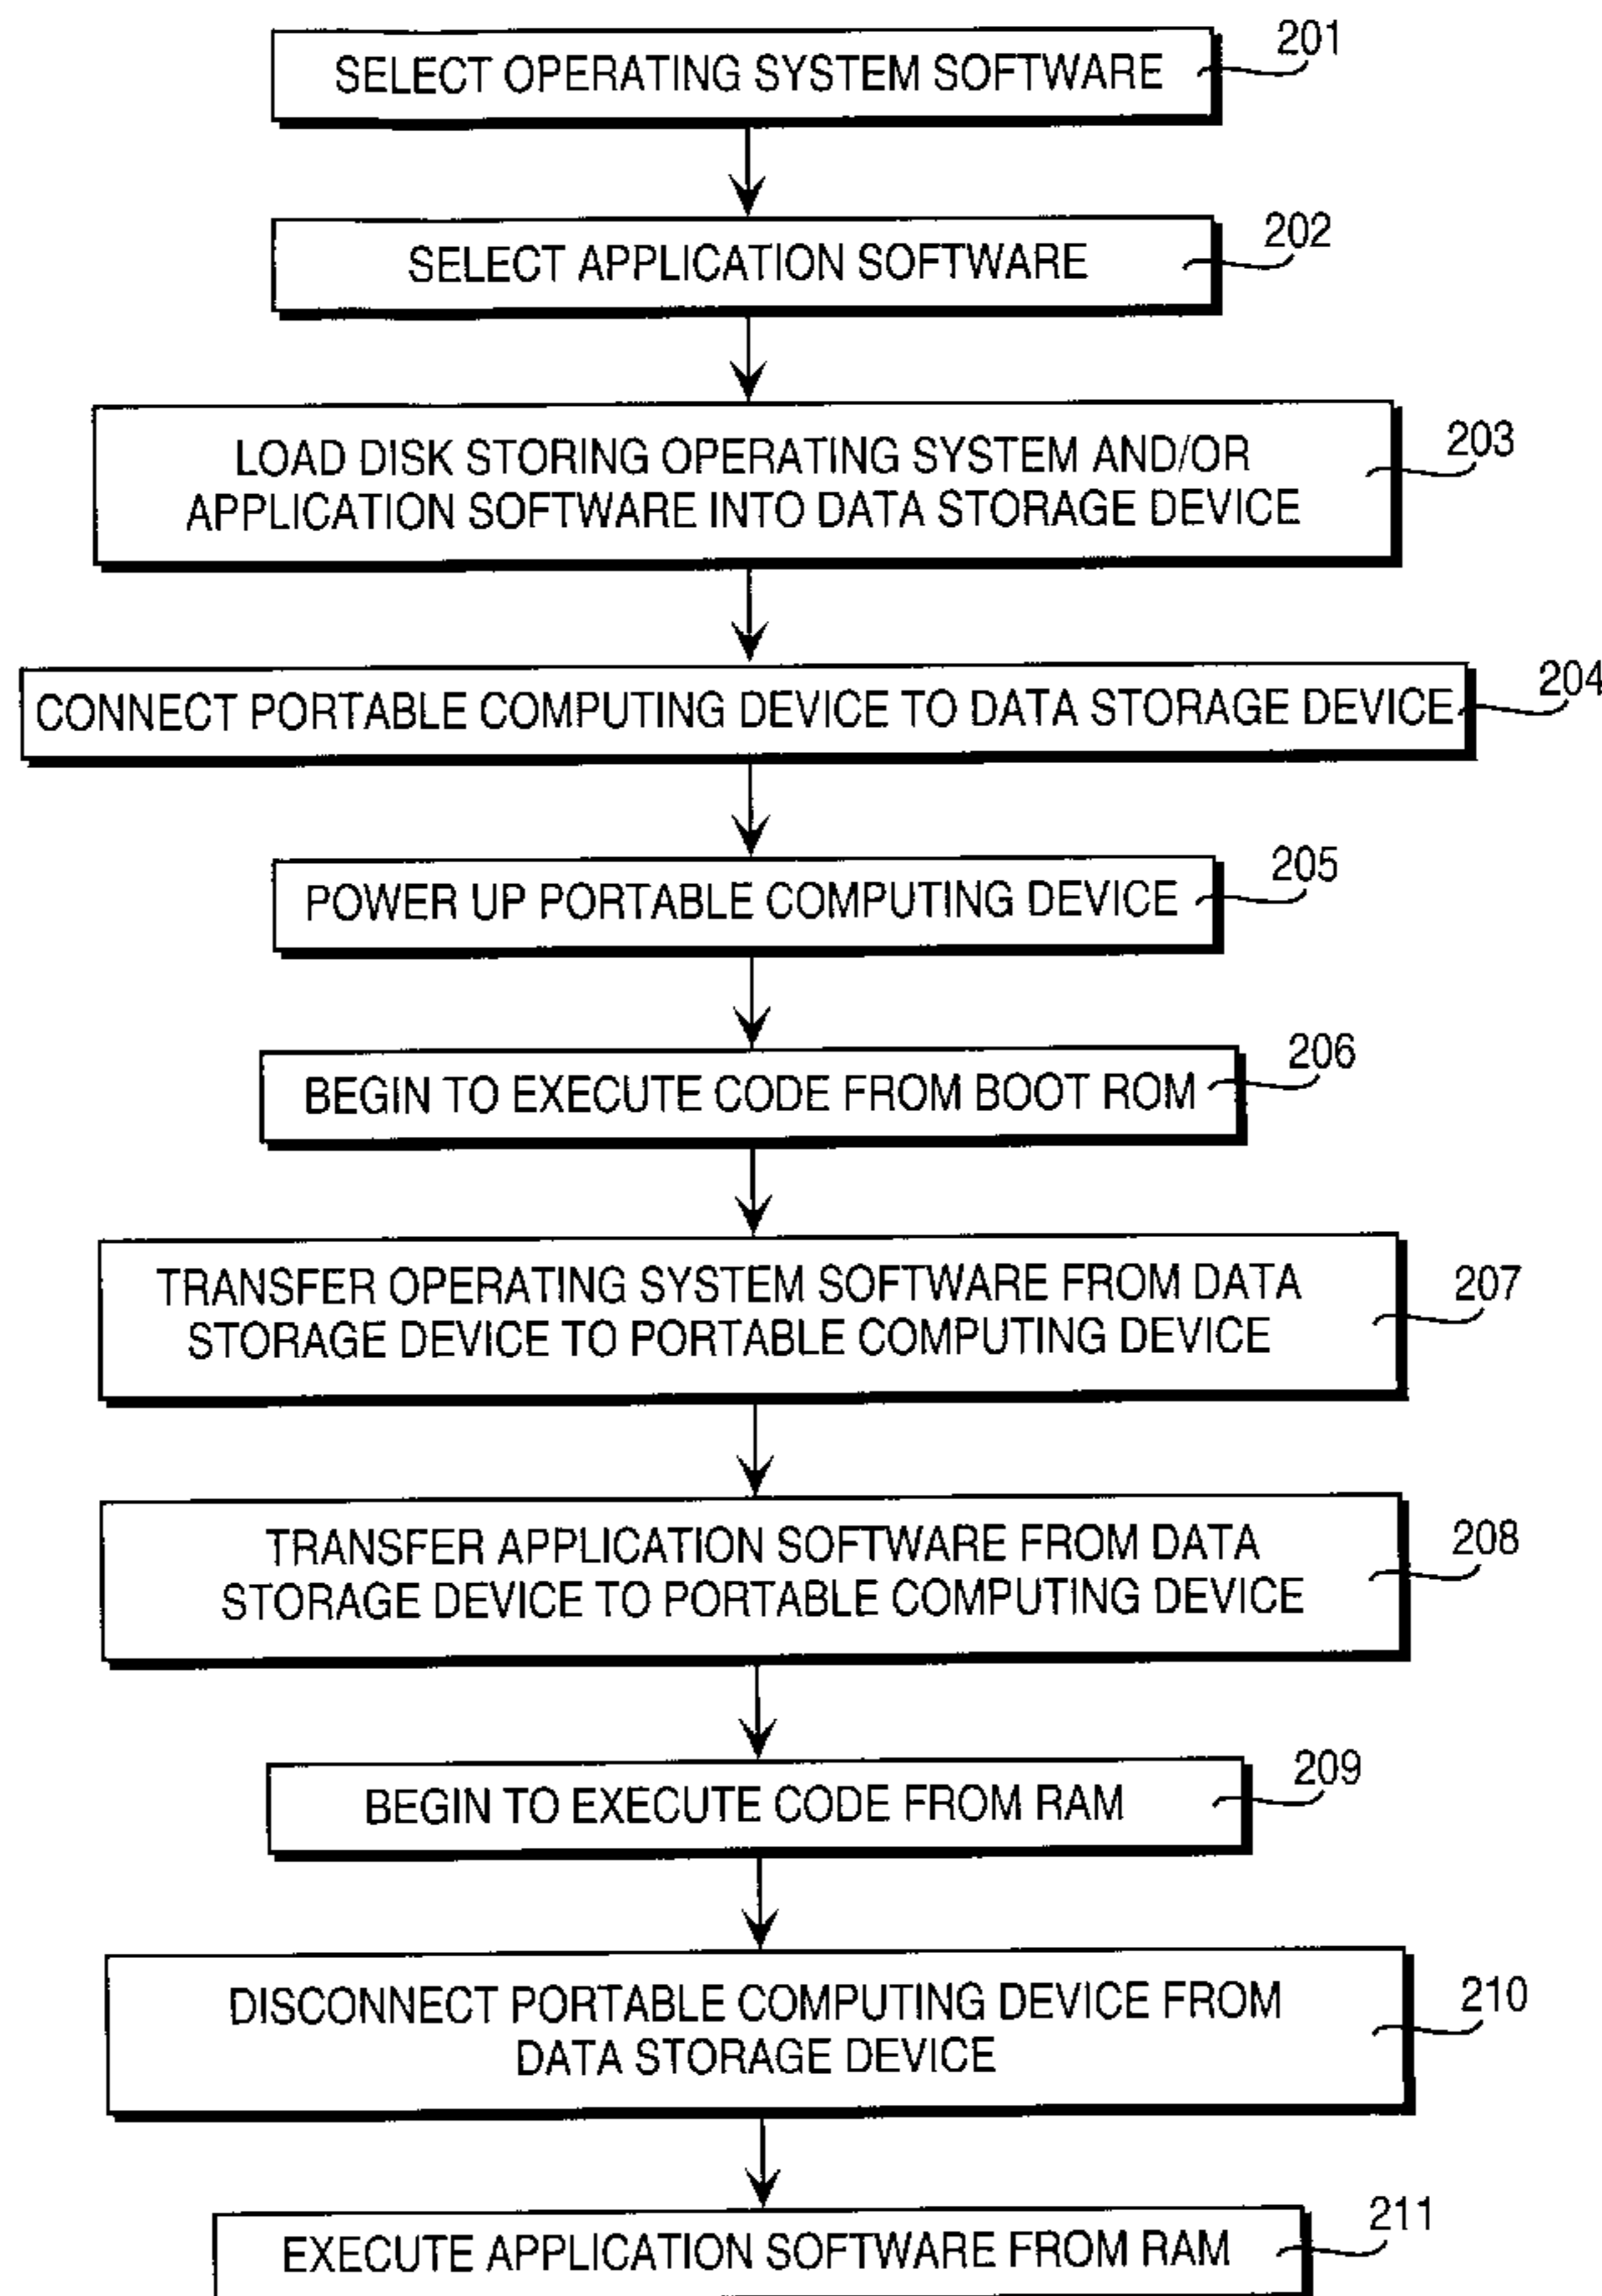 201
SELECT OPERATING SYSTEM SOFTWARE
202
SELECT APPLICATION SOFTWARE
203
LOAD DISK STORING OPERATING SYSTEM AND/OR
APPLICATION SOFTWARE INTO DATA STORAGE DEVICE
204
CONNECT PORTABLE COMPUTING DEVICE TO DATA STORAGE DEVICE
205
POWER UP PORTABLE COMPUTING DEVICE
206
BEGIN TO EXECUTE CODE FROM BOOT ROM
207
TRANSFER OPERATING SYSTEM SOFTWARE FROM DATA
STORAGE DEVICE TO PORTABLE COMPUTING DEVICE
208
TRANSFER APPLICATION SOFTWARE FROM DATA
STORAGE DEVICE TO PORTABLE COMPUTING DEVICE
209
BEGIN TO EXECUTE CODE FROM RAM
210
DISCONNECT PORTABLE COMPUTING DEVICE FROM
DATA STORAGE DEVICE
211
EXECUTE APPLICATION SOFTWARE FROM RAM